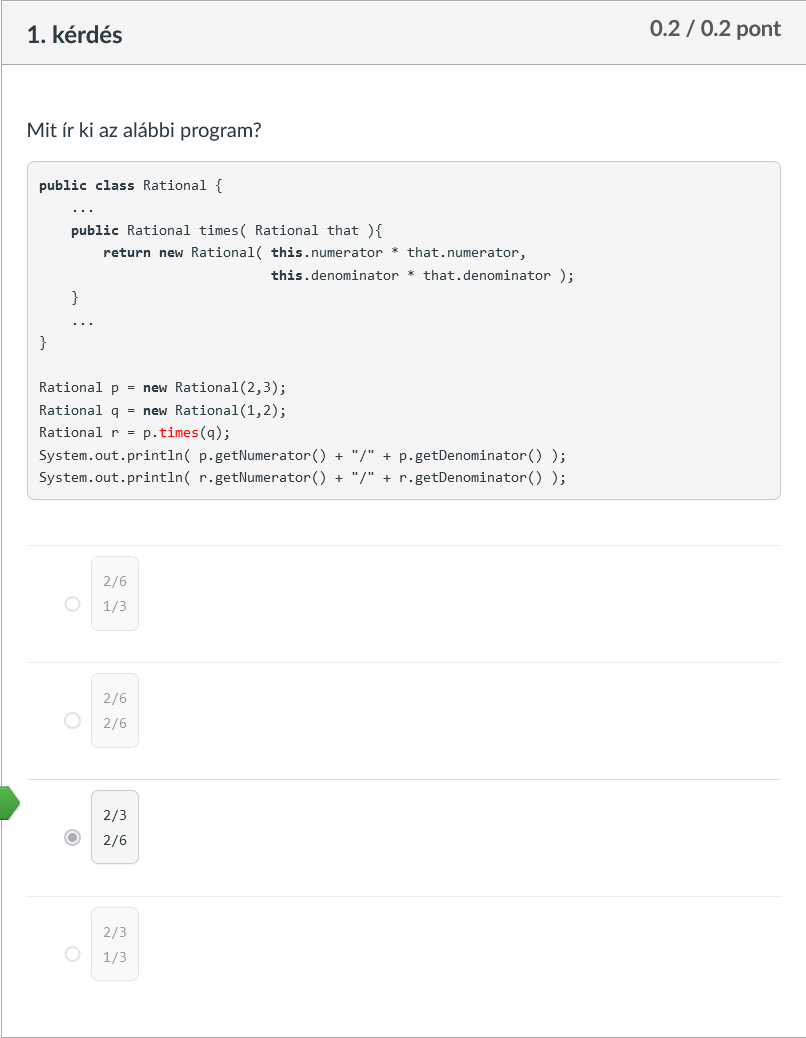 1. kérdés
0.2 / 0.2 pont
Mit ír ki az alábbi program?
public class Rational {
    ...
    public Rational times( Rational that ){
        return new Rational( this.numerator * that.numerator,
                             this.denominator * that.denominator );
    }
    ...
}

Rational p = new Rational(2,3);
Rational q = new Rational(1,2);
Rational r = p.times(q);
System.out.println( p.getNumerator() + "/" + p.getDenominator() );
System.out.println( r.getNumerator() + "/" + r.getDenominator() );
2/6
1/3
2/6
2/6
2/3
2/6
2/3
1/3